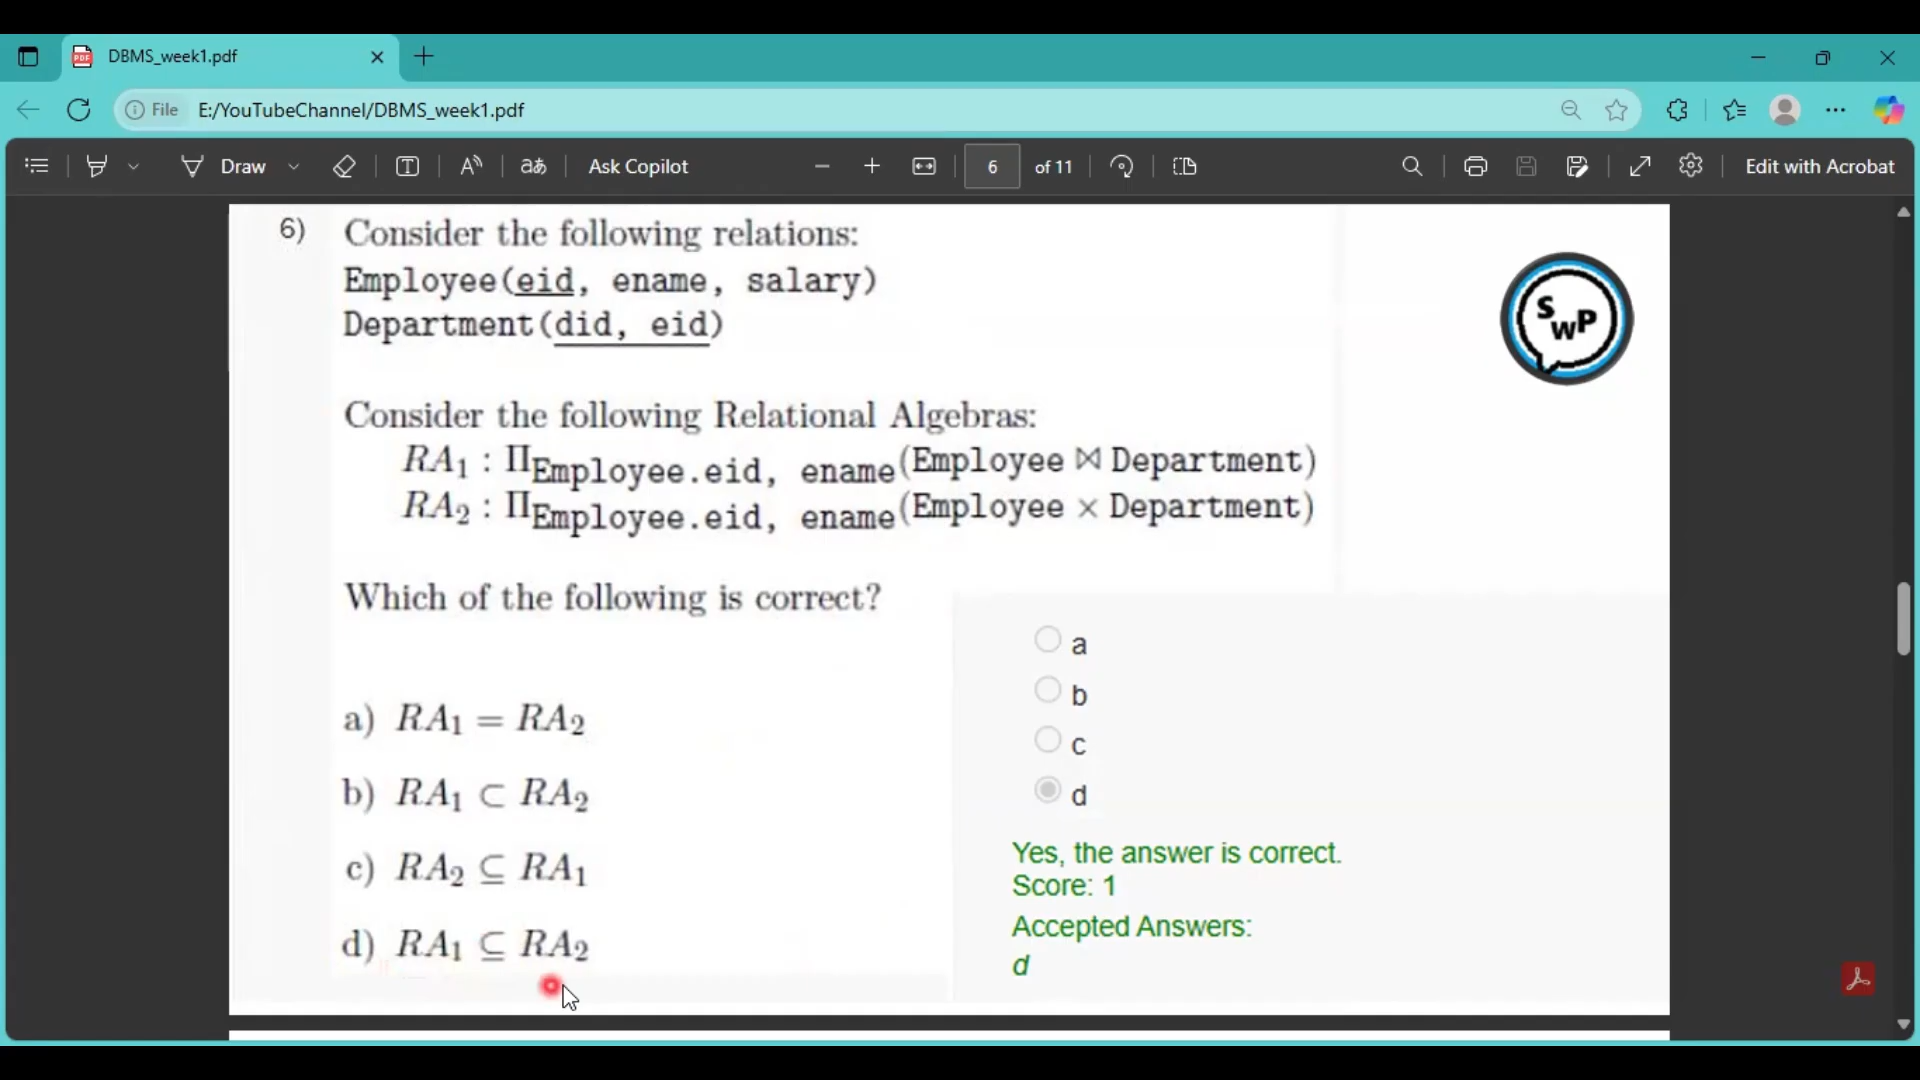 DBMS_week1.pdf
File E:/YouTubeChannel/DBMS_week1.pdf
Draw Ask Copilot 6 of 11 Edit with Acrobat
6) Consider the following relations:
Employee(eid, ename, salary)
Department(did, eid)
SWP
Consider the following Relational Algebras:
RA₁ : Π Employee.eid, ename (Employee ⋈ Department)
RA₂ : Π Employee.eid, ename (Employee × Department)
Which of the following is correct?
a) RA₁ = RA₂
b) RA₁ ⊂ RA₂
c) RA₂ ⊆ RA₁
d) RA₁ ⊆ RA₂
a
b
c
d
Yes, the answer is correct.
Score: 1
Accepted Answers:
d